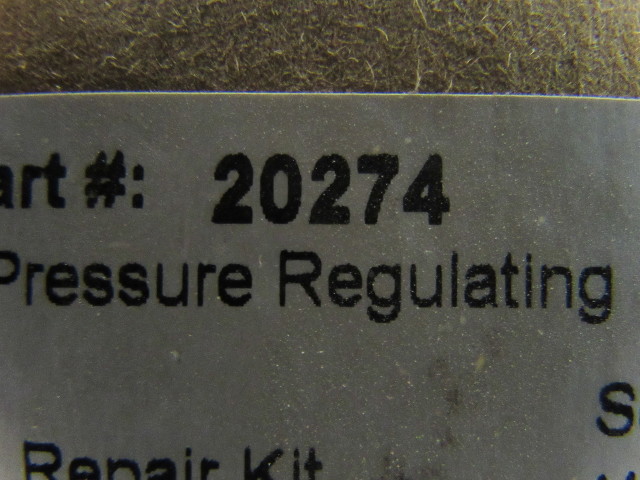 art #: 20274
Pressure Regulating
Repair Kit